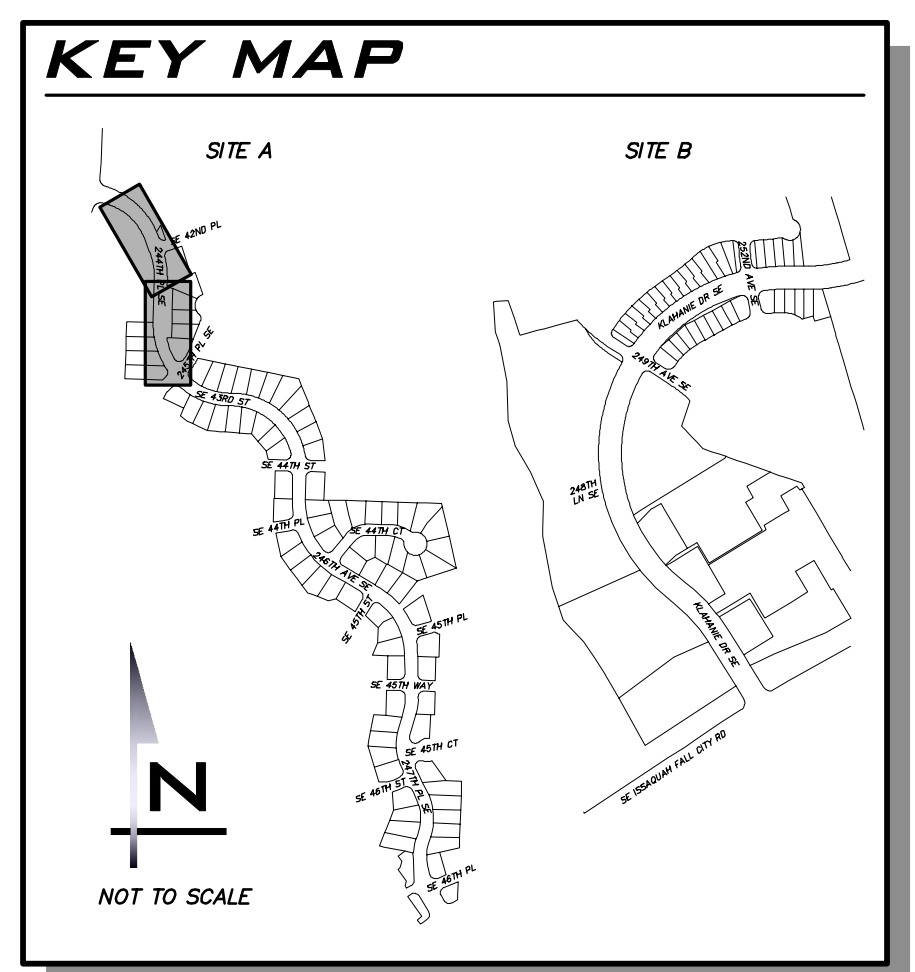 KEY MAP
SITE A
SITE B
SE 42ND PL
244TH PL SE
245TH PL SE
SE 43RD ST
SE 44TH ST
SE 44TH PL
SE 44TH CT
246TH AVE SE
SE 45TH ST
SE 45TH PL
SE 45TH WAY
SE 45TH CT
247TH PL SE
SE 46TH ST
SE 46TH PL
252ND AVE SE
KLAHANIE DR SE
249TH AVE SE
248TH
LN SE
KLAHANIE DR SE
SE ISSAQUAH FALL CITY RD
N
NOT TO SCALE